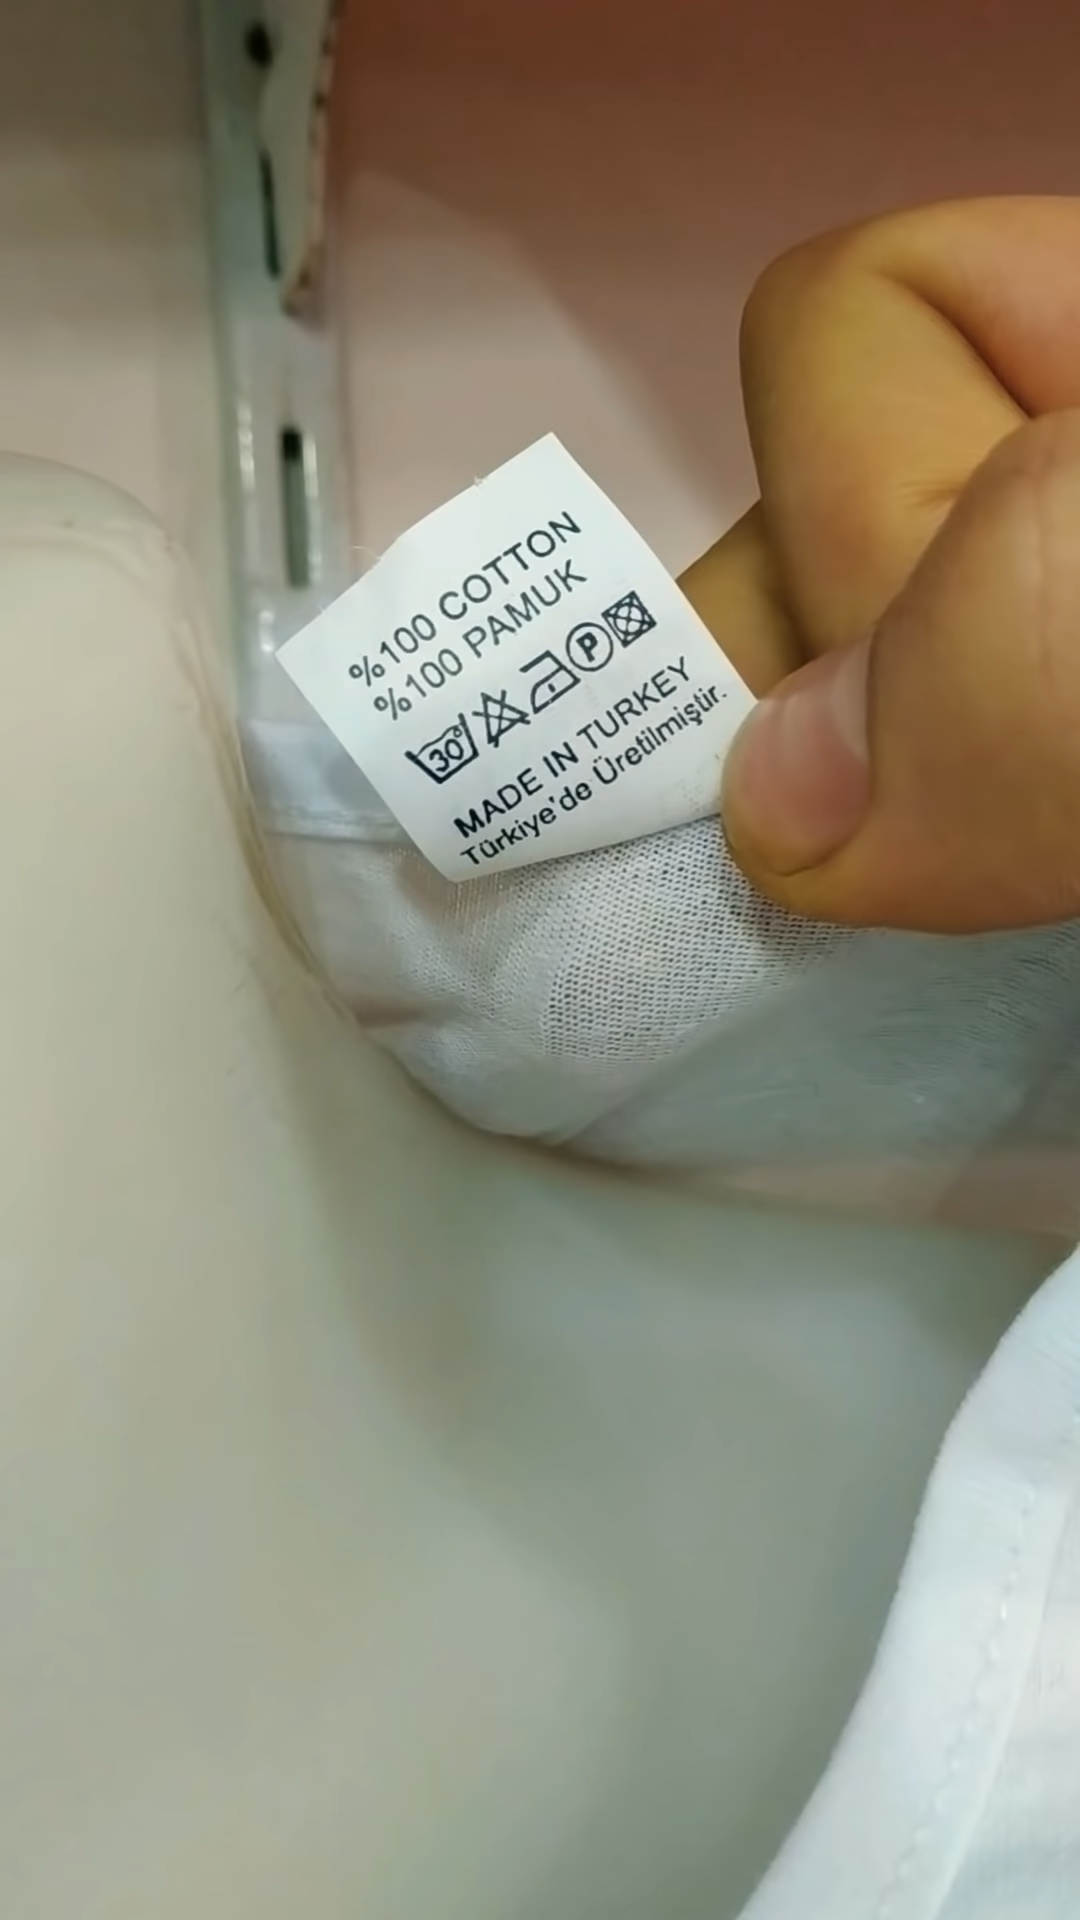 %100 COTTON
%100 PAMUK
30° P
MADE IN TURKEY
Türkiye'de Üretilmiştir.